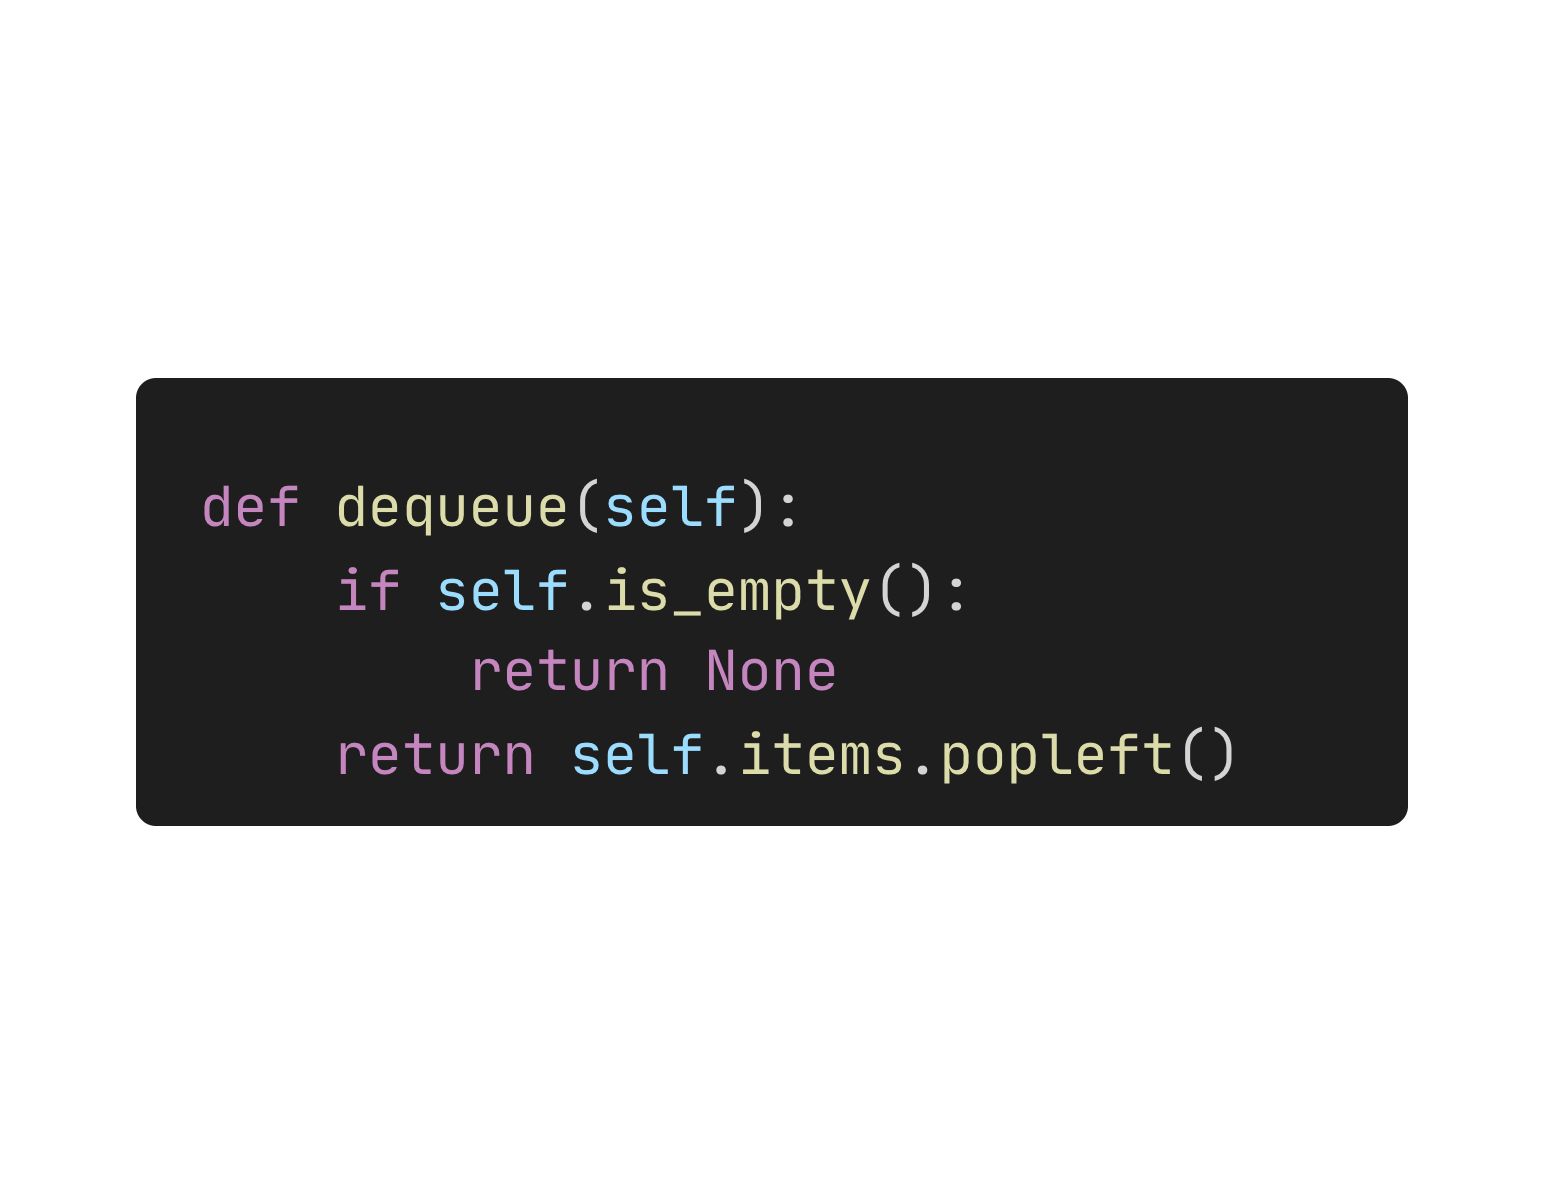 def dequeue(self):
    if self.is_empty():
        return None
    return self.items.popleft()